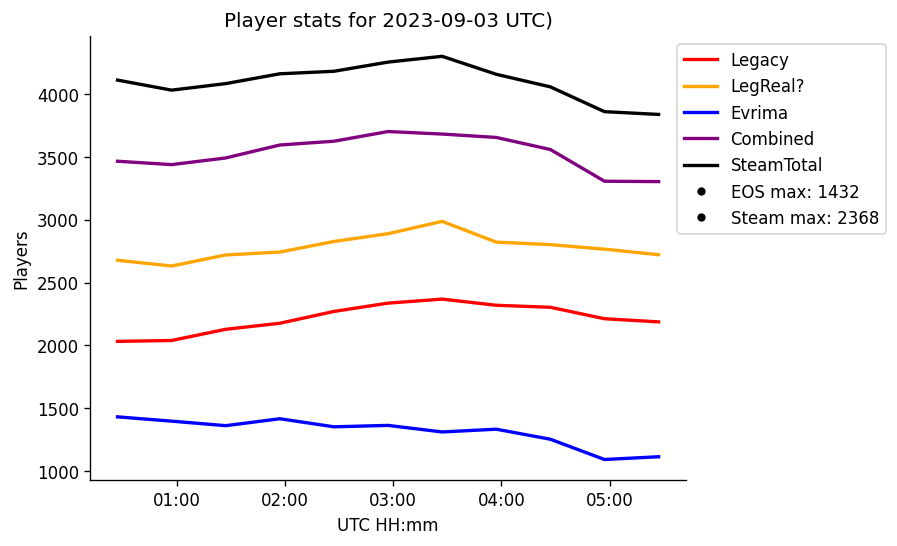 Player stats for 2023-09-03 UTC)
Legacy
LegReal?
Evrima
Combined
SteamTotal
EOS max: 1432
Steam max: 2368
Players
4000
3500
3000
2500
2000
1500
1000
01:00 02:00 03:00 04:00 05:00
UTC HH:mm